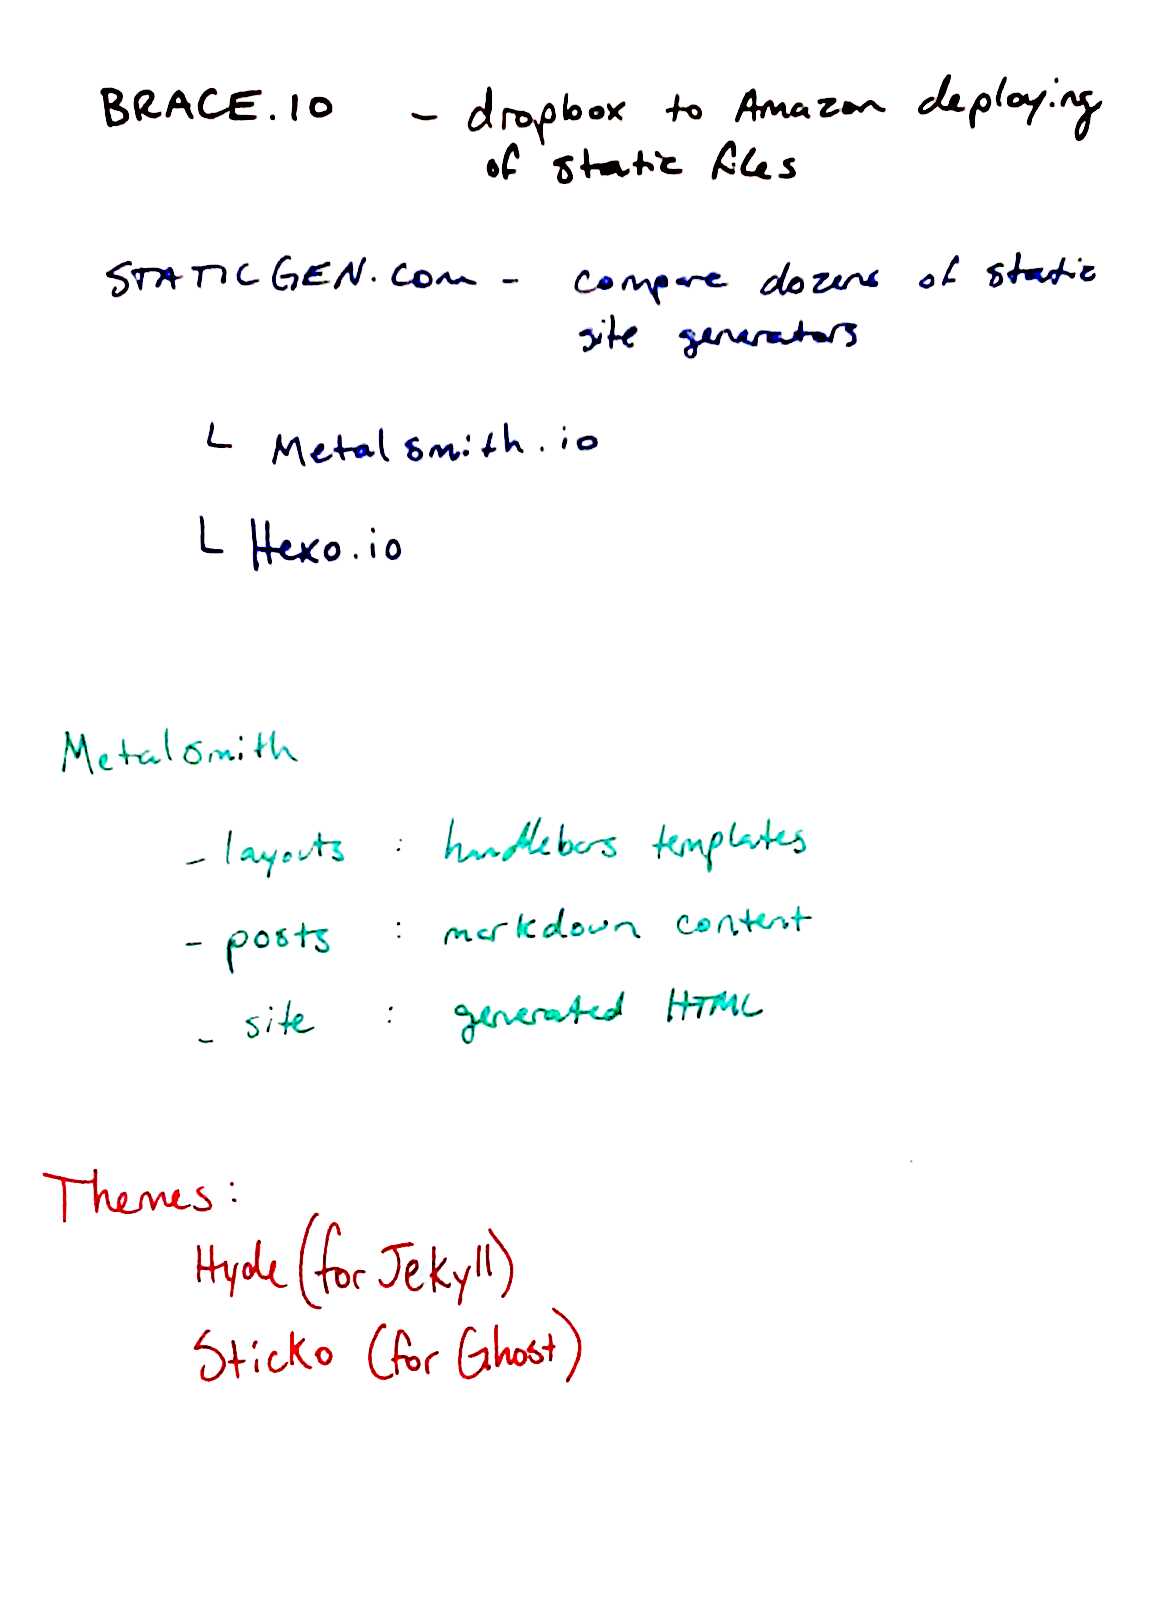 BRACE.IO - dropbox to Amazon deploying
of static files
STATICGEN.com - compare dozens of static
site generators
└ Metalsmith.io
└ Hexo.io
Metalsmith
- layouts : handlebars templates
- posts : markdown content
- site : generated HTML
Themes:
Hyde (for Jekyll)
Sticko (for Ghost)